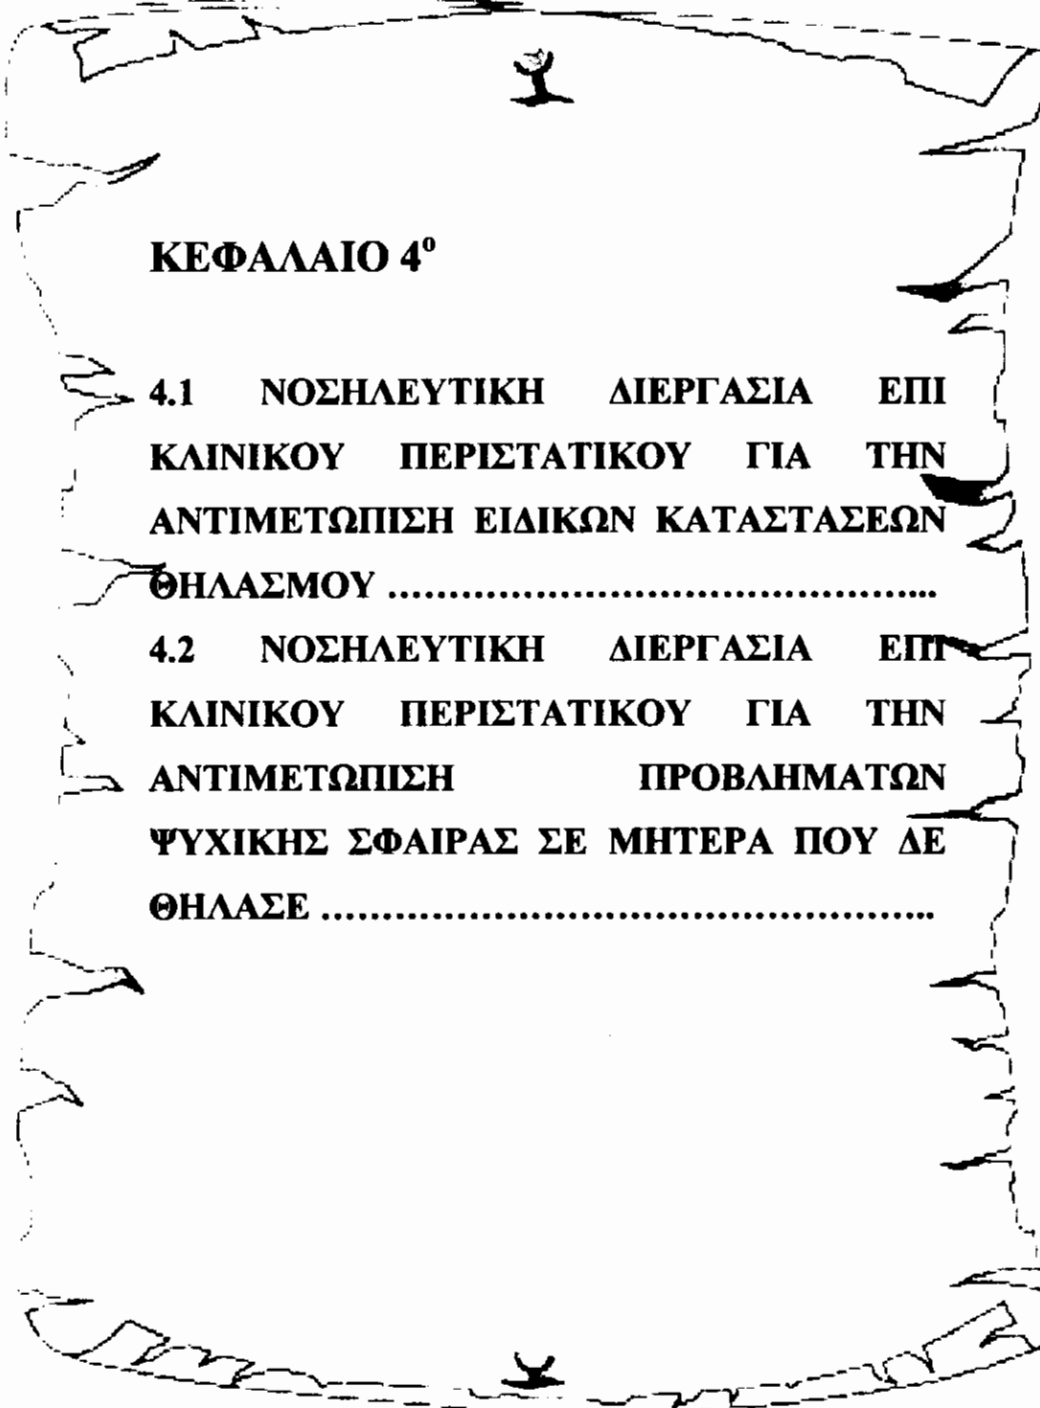 ΚΕΦΑΛΑΙΟ 4º
4.1 ΝΟΣΗΛΕΥΤΙΚΗ ΔΙΕΡΓΑΣΙΑ ΕΠΙ
ΚΛΙΝΙΚΟΥ ΠΕΡΙΣΤΑΤΙΚΟΥ ΓΙΑ ΤΗΝ
ΑΝΤΙΜΕΤΩΠΙΣΗ ΕΙΔΙΚΩΝ ΚΑΤΑΣΤΑΣΕΩΝ
ΘΗΛΑΣΜΟΥ ................................................
4.2 ΝΟΣΗΛΕΥΤΙΚΗ ΔΙΕΡΓΑΣΙΑ ΕΠΙ
ΚΛΙΝΙΚΟΥ ΠΕΡΙΣΤΑΤΙΚΟΥ ΓΙΑ ΤΗΝ
ΑΝΤΙΜΕΤΩΠΙΣΗ ΠΡΟΒΛΗΜΑΤΩΝ
ΨΥΧΙΚΗΣ ΣΦΑΙΡΑΣ ΣΕ ΜΗΤΕΡΑ ΠΟΥ ΔΕ
ΘΗΛΑΣΕ ......................................................